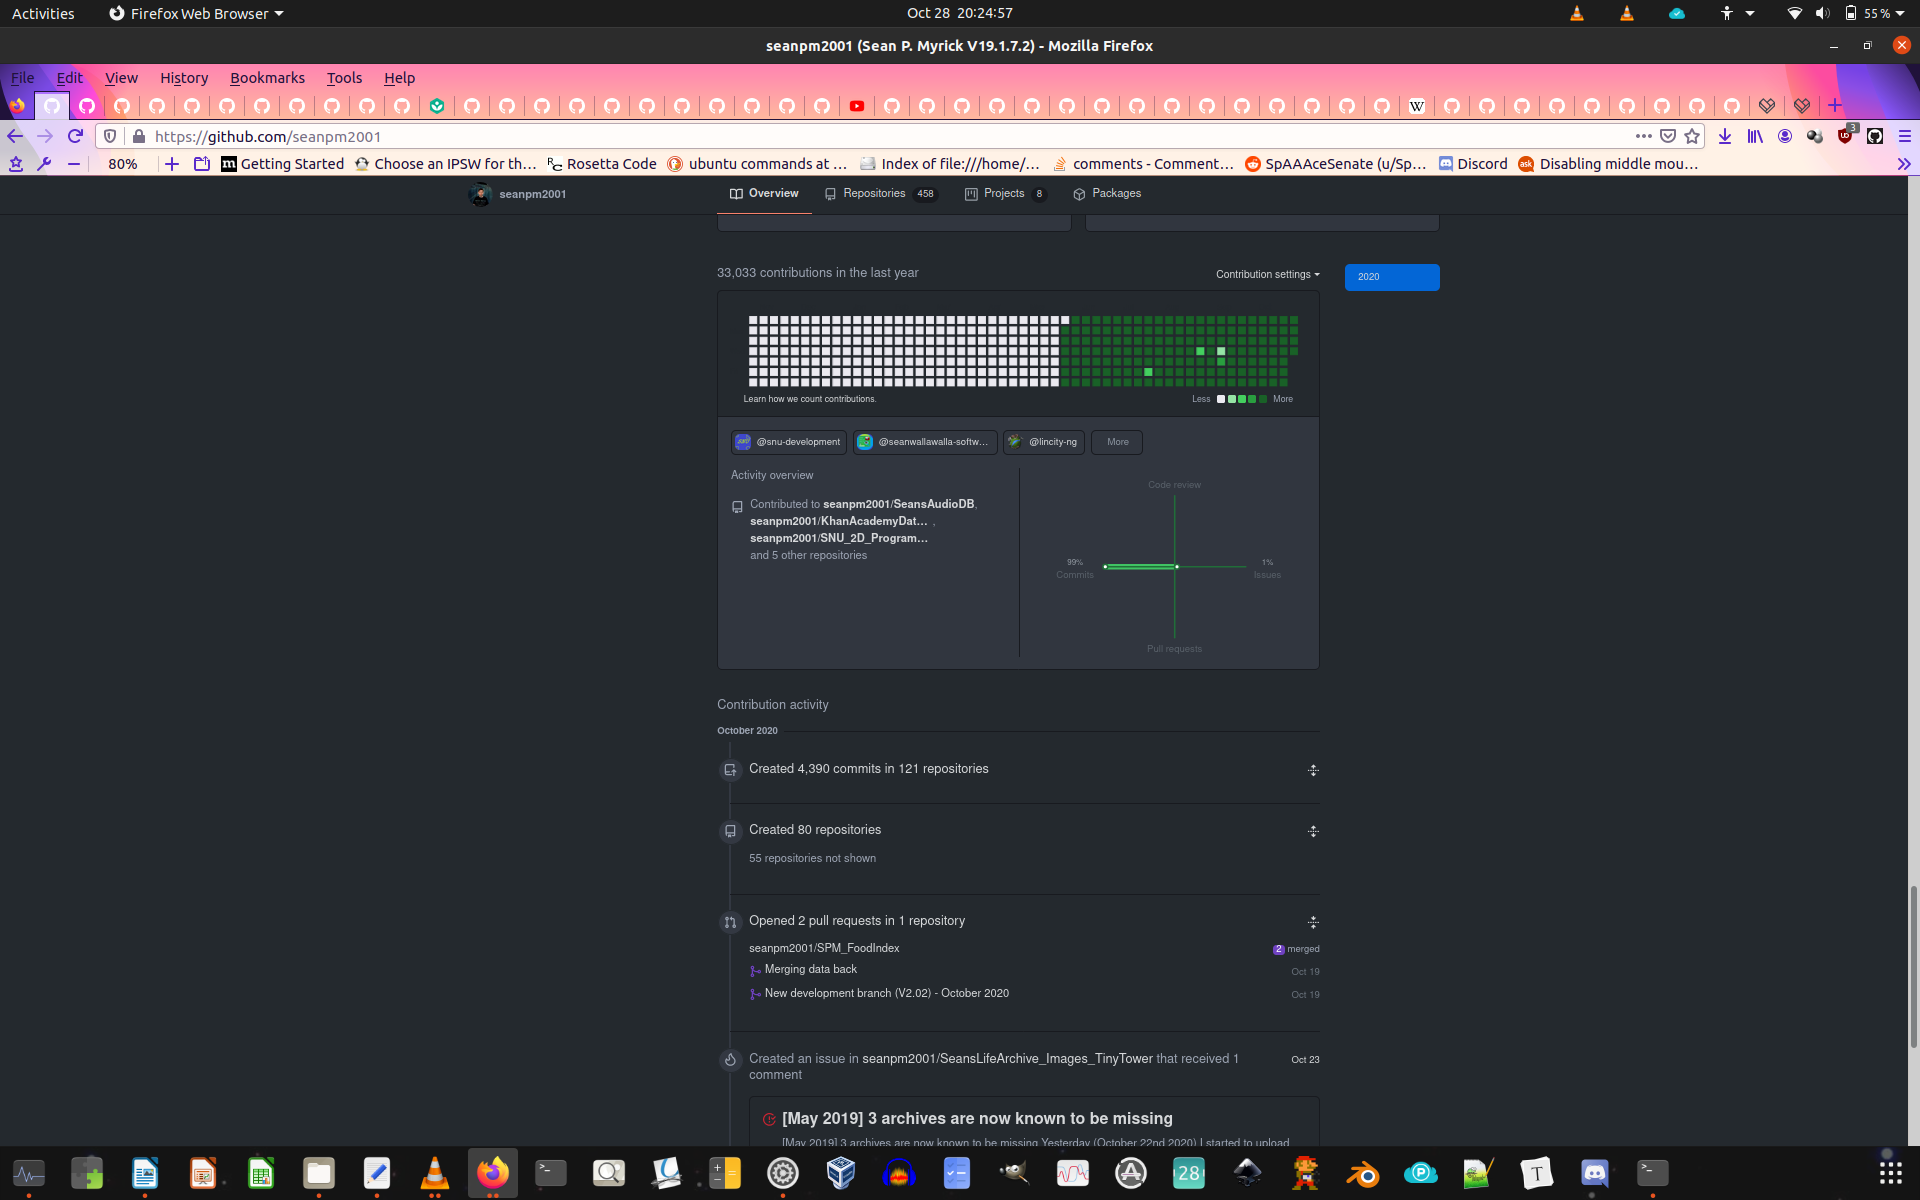 Activities
Firefox Web Browser
Oct 28 20:24:57
55 %
seanpm2001 (Sean P. Myrick V19.1.7.2) - Mozilla Firefox
File Edit View History Bookmarks Tools Help
W
https://github.com/seanpm2001
3
80%
m Getting Started
Choose an IPSW for th…
Rosetta Code
ubuntu commands at …
Index of file:///home/…
comments - Comment…
SpAAAceSenate (u/Sp…
Discord
ask Disabling middle mou…
seanpm2001
Overview
Repositories 458
Projects 8
Packages
33,033 contributions in the last year
Contribution settings
2020
Learn how we count contributions.
Less
More
@snu-development
@seanwallawalla-softw…
@lincity-ng
More
Activity overview
Contributed to seanpm2001/SeansAudioDB,
seanpm2001/KhanAcademyDat… ,
seanpm2001/SNU_2D_Program…
and 5 other repositories
Code review
99%
Commits
1%
Issues
Pull requests
Contribution activity
October 2020
Created 4,390 commits in 121 repositories
Created 80 repositories
55 repositories not shown
Opened 2 pull requests in 1 repository
seanpm2001/SPM_FoodIndex
2 merged
Merging data back
Oct 19
New development branch (V2.02) - October 2020
Oct 19
Created an issue in seanpm2001/SeansLifeArchive_Images_TinyTower that received 1
comment
Oct 23
[May 2019] 3 archives are now known to be missing
[May 2019] 3 archives are now known to be missing Yesterday (October 22nd 2020) I started to upload
28
T